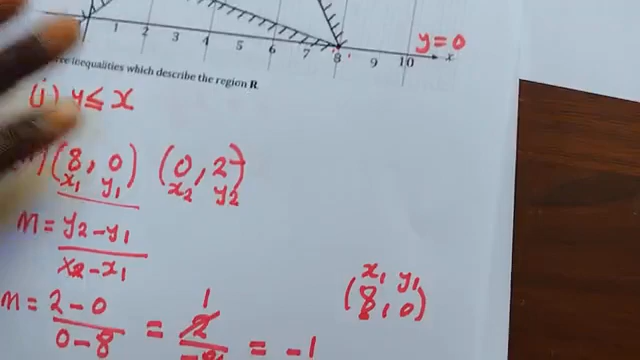 1 2 3 4 5 6 7 8 9 10 x
y=0
inequalities which describe the region R.
(i) y ≤ x
(8, 0) (0, 2)
x₁ y₁ x₂ y₂
M = y₂-y₁
x₂-x₁
x₁ y₁
(8, 0)
M = 2-0 = 1 2 = -1
0-8